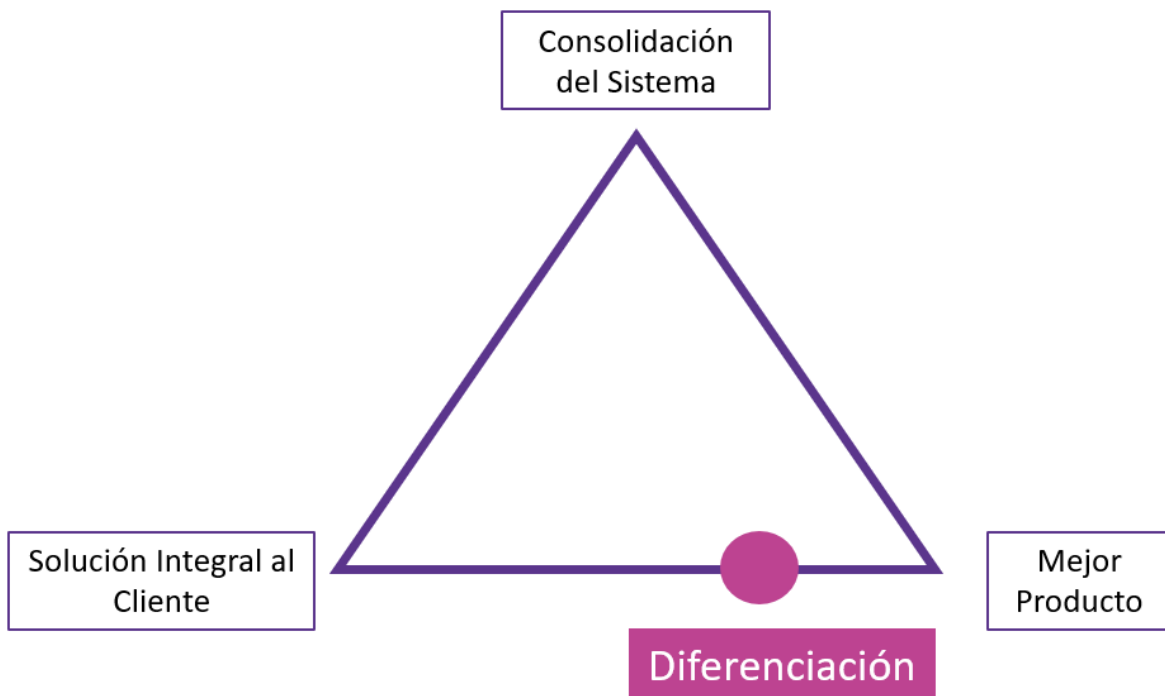 Consolidación
del Sistema
Solución Integral al
Cliente
Mejor
Producto
Diferenciación